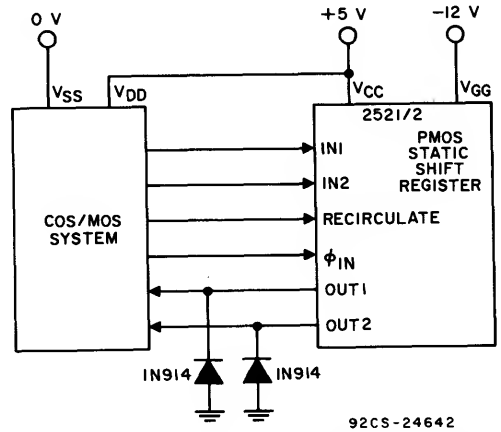 0 V
+5 V
-12 V
VSS
VDD
VCC
VGG
2521/2
PMOS
STATIC
SHIFT
REGISTER
COS/MOS
SYSTEM
IN1
IN2
RECIRCULATE
ϕIN
OUT1
OUT2
IN914
IN914
92CS-24642